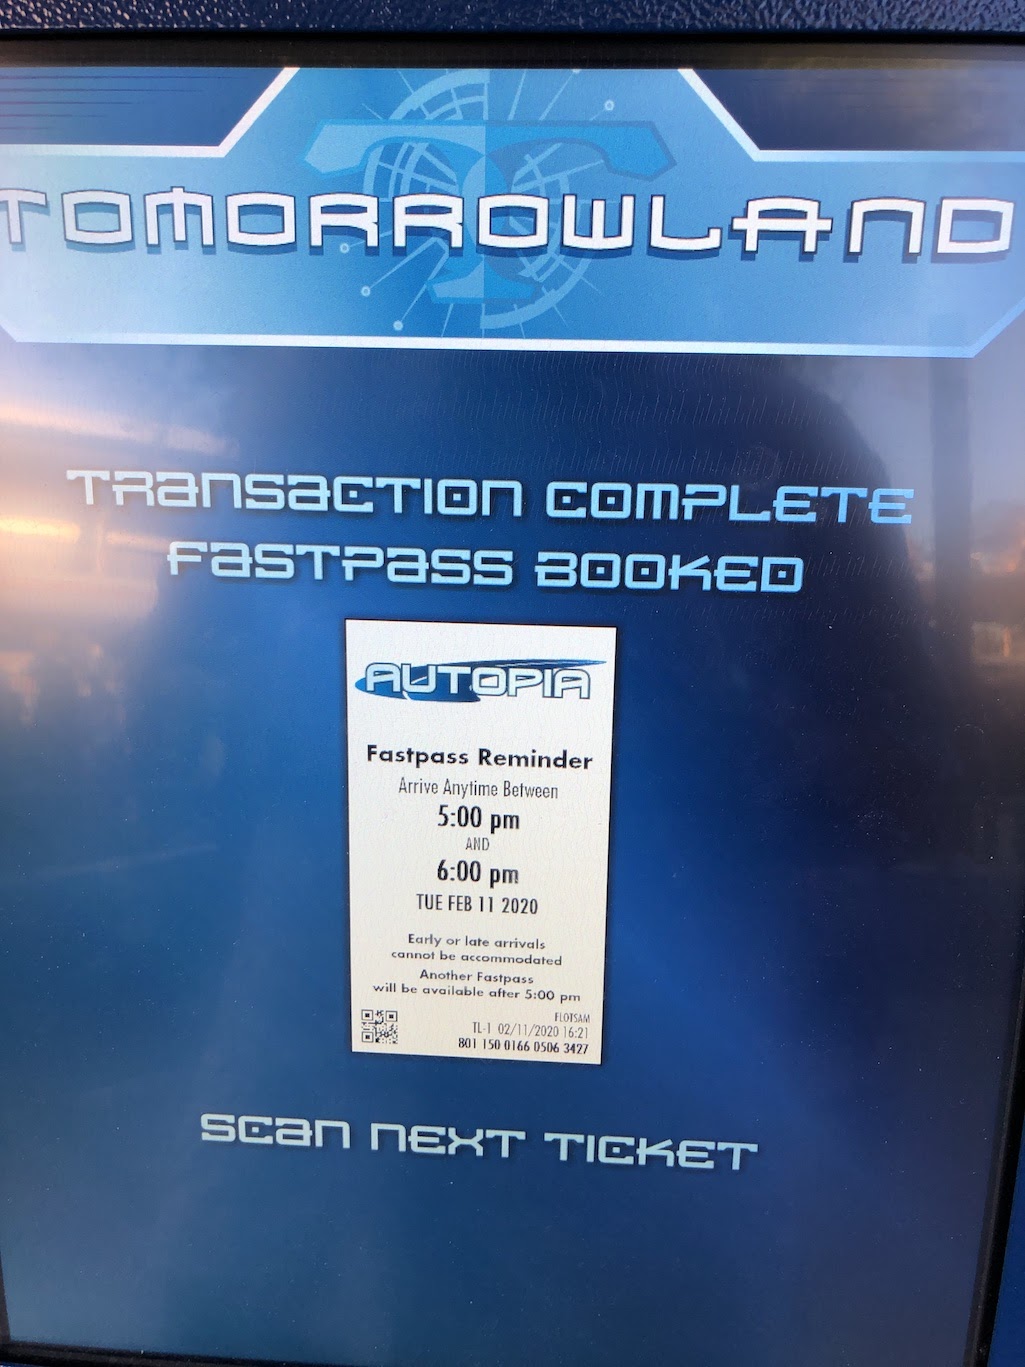 TOMORROWLAND
TRANSACTION COMPLETE
FASTPASS BOOKED
AUTOPIA
Fastpass Reminder
Arrive Anytime Between
5:00 pm
AND
6:00 pm
TUE FEB 11 2020
Early or late arrivals
cannot be accommodated
Another Fastpass
will be available after 5:00 pm
FLOTSAM
TL-1 02/11/2020 16:21
801 150 0166 0506 3427
SCAN NEXT TICKET